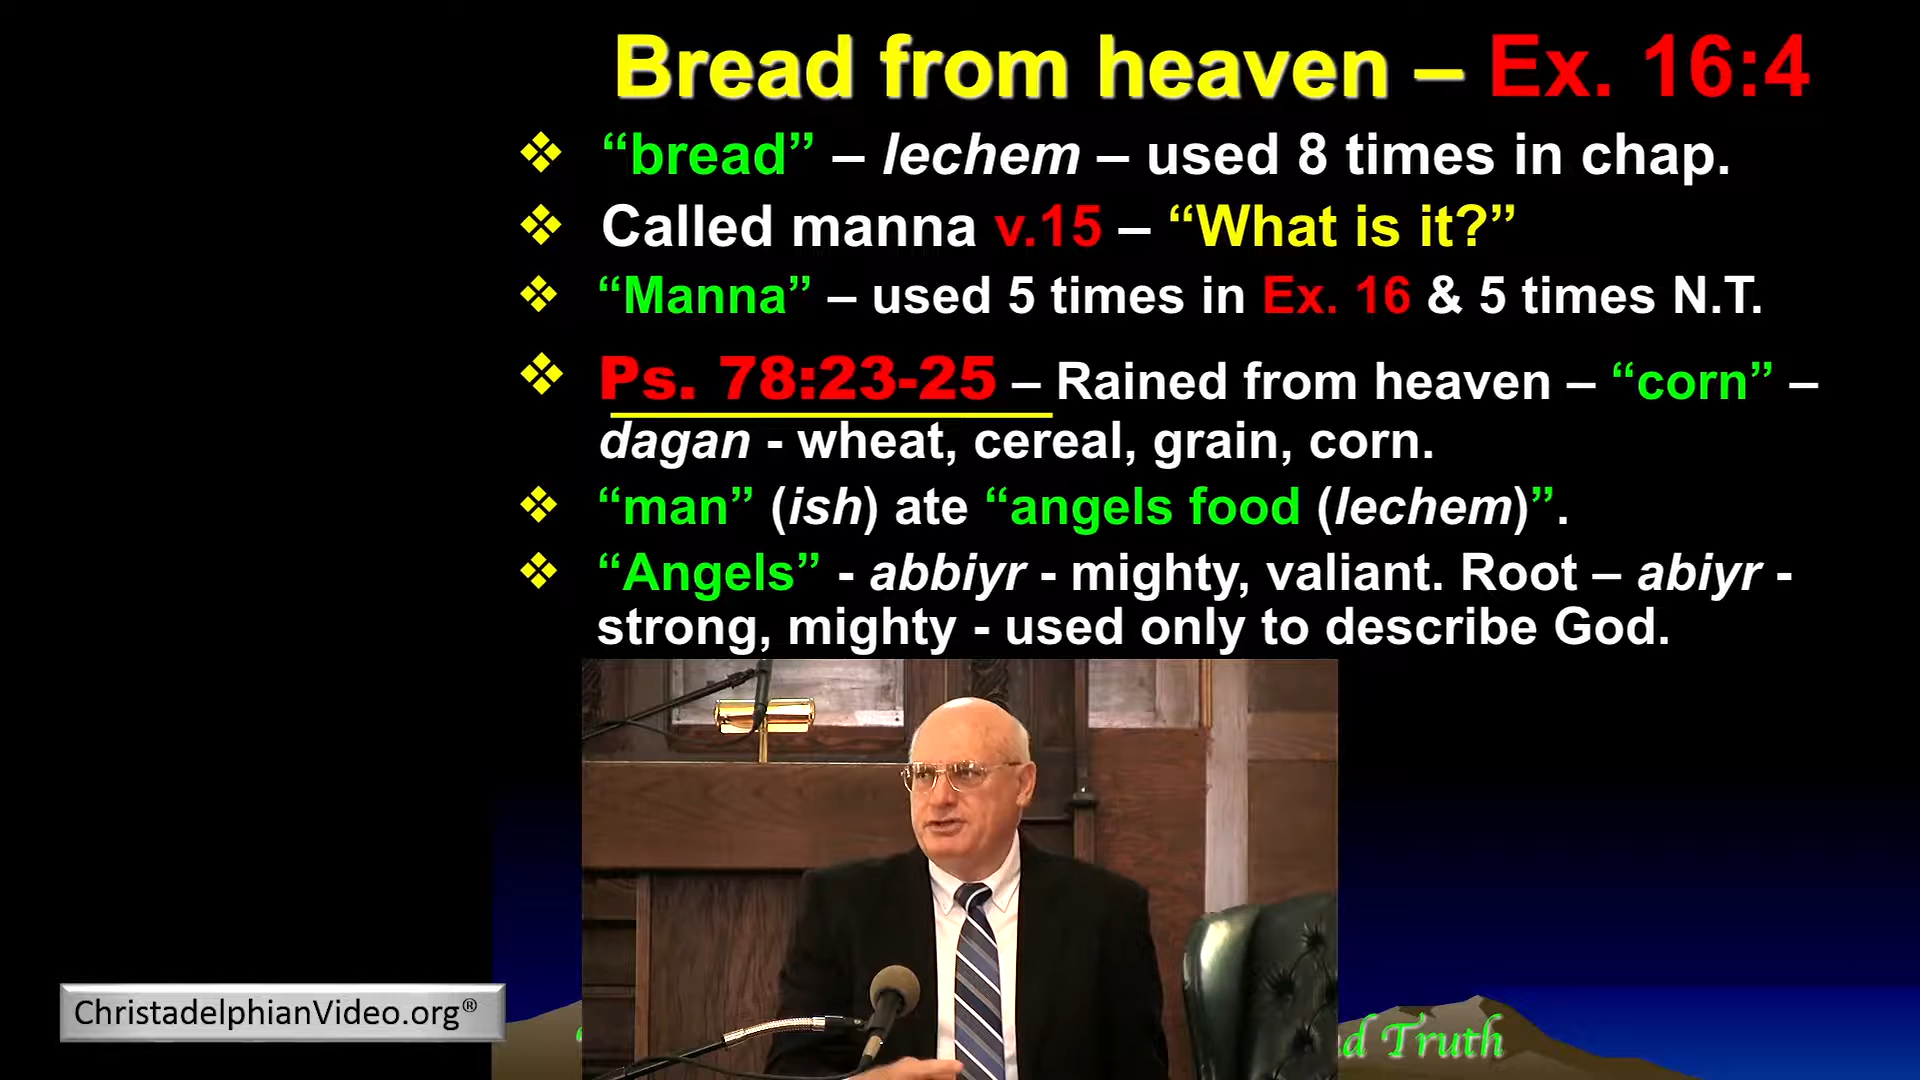 Bread from heaven – Ex. 16:4
❖ “bread” – lechem – used 8 times in chap.
❖ Called manna v.15 – “What is it?”
❖ “Manna” – used 5 times in Ex. 16 & 5 times N.T.
❖ Ps. 78:23-25 – Rained from heaven – “corn” –
dagan - wheat, cereal, grain, corn.
❖ “man” (ish) ate “angels food (lechem)”.
❖ “Angels” - abbiyr - mighty, valiant. Root – abiyr -
strong, mighty - used only to describe God.
ChristadelphianVideo.org®
Truth